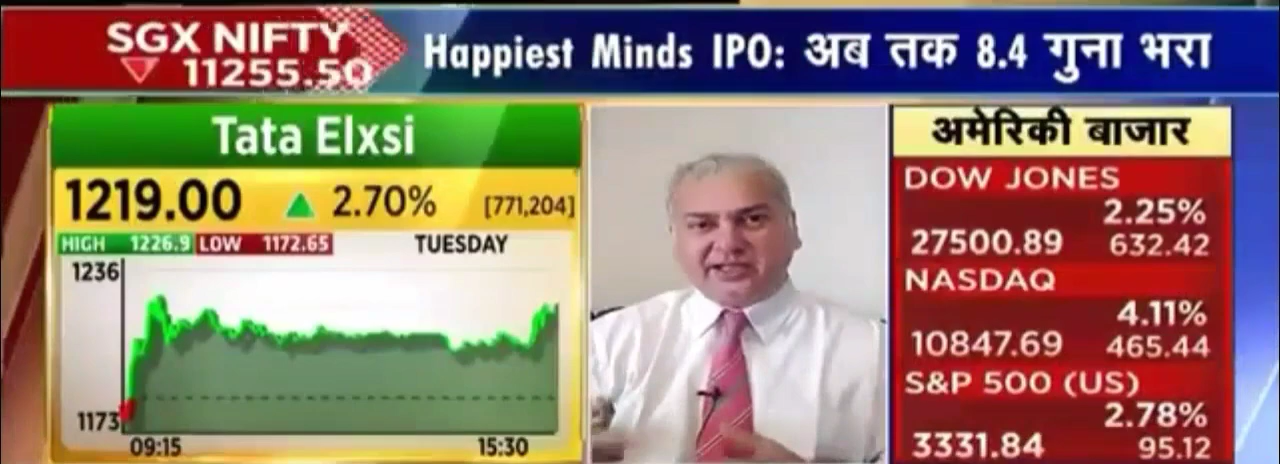 SGX NIFTY
▼ 11255.50
Happiest Minds IPO: अब तक 8.4 गुना भरा
Tata Elxsi
1219.00 ▲ 2.70% [771,204]
HIGH 1226.9 LOW 1172.65 TUESDAY
1236
1173
09:15 15:30
अमेरिकी बाजार
DOW JONES
2.25%
27500.89 632.42
NASDAQ
4.11%
10847.69 465.44
S&P 500 (US)
2.78%
3331.84 95.12